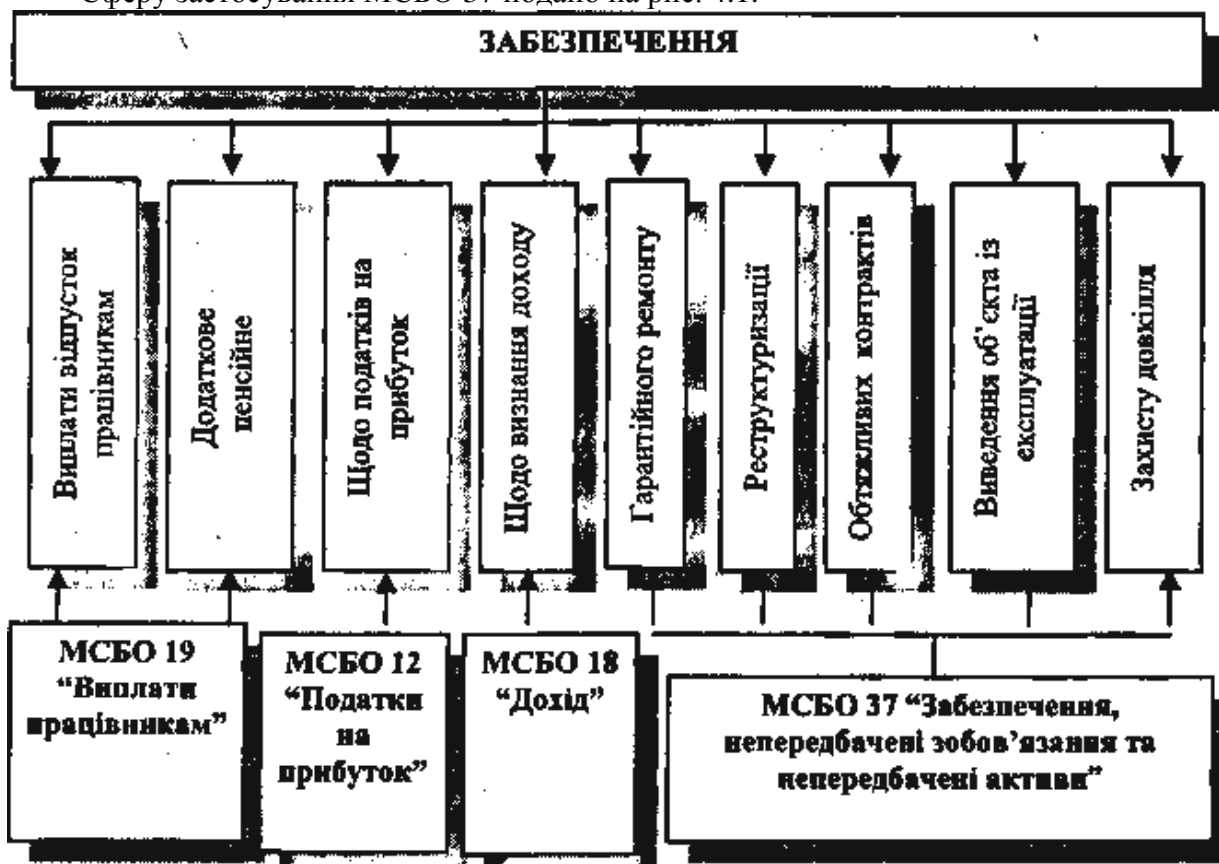 Сферу застосування МСБО 37 подано на рис. 4.1.
ЗАБЕЗПЕЧЕННЯ
Виплати відпусток
працівникам
Додаткове
пенсійне
Щодо податків на
прибуток
Щодо визнання доходу
Гарантійного ремонту
Реструктуризації
Обтяжливих контрактів
Виведення об’єкта із
експлуатації
Захисту довкілля
МСБО 19
“Виплати
працівникам”
МСБО 12
“Податки
на
прибуток”
МСБО 18
“Дохід”
МСБО 37 “Забезпечення,
непередбачені зобов’язання та
непередбачені активи”